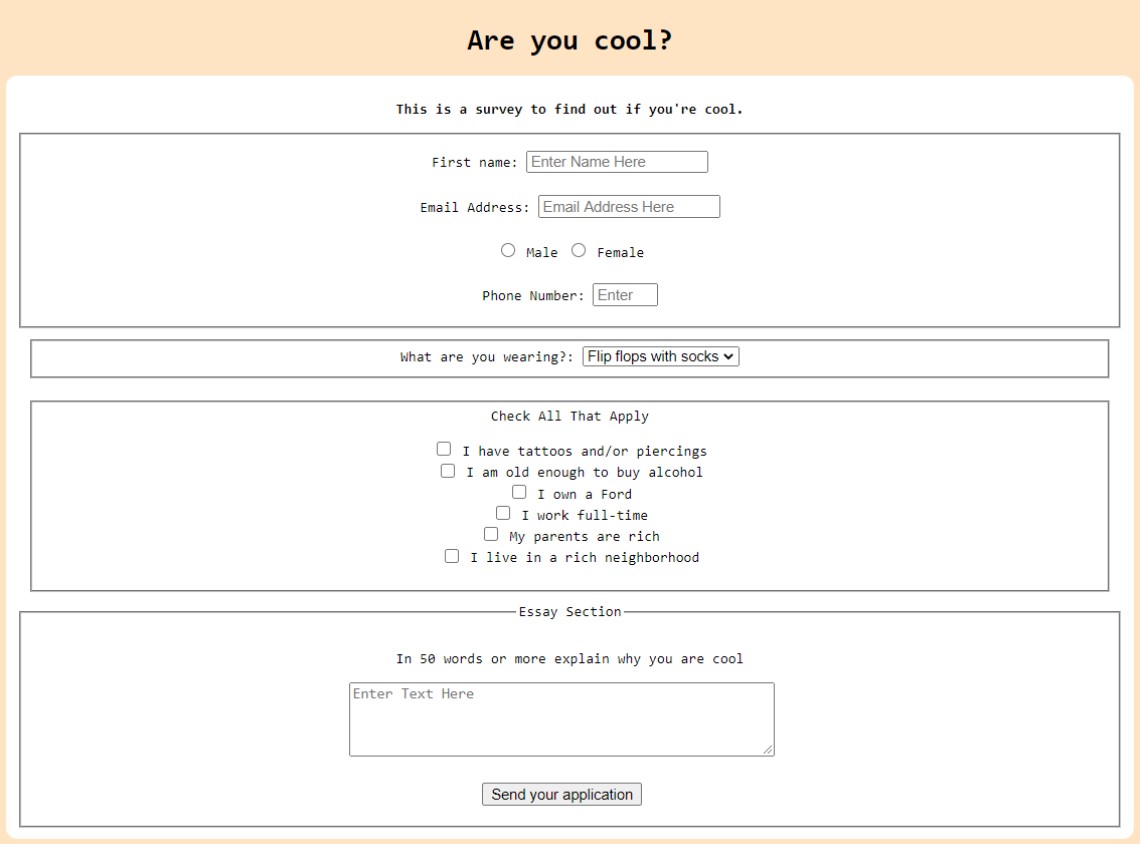 Are you cool?
This is a survey to find out if you're cool.
First name: Enter Name Here
Email Address: Email Address Here
Male Female
Phone Number: Enter
What are you wearing?: Flip flops with socks
Check All That Apply
I have tattoos and/or piercings
I am old enough to buy alcohol
I own a Ford
I work full-time
My parents are rich
I live in a rich neighborhood
Essay Section
In 50 words or more explain why you are cool
Enter Text Here
Send your application